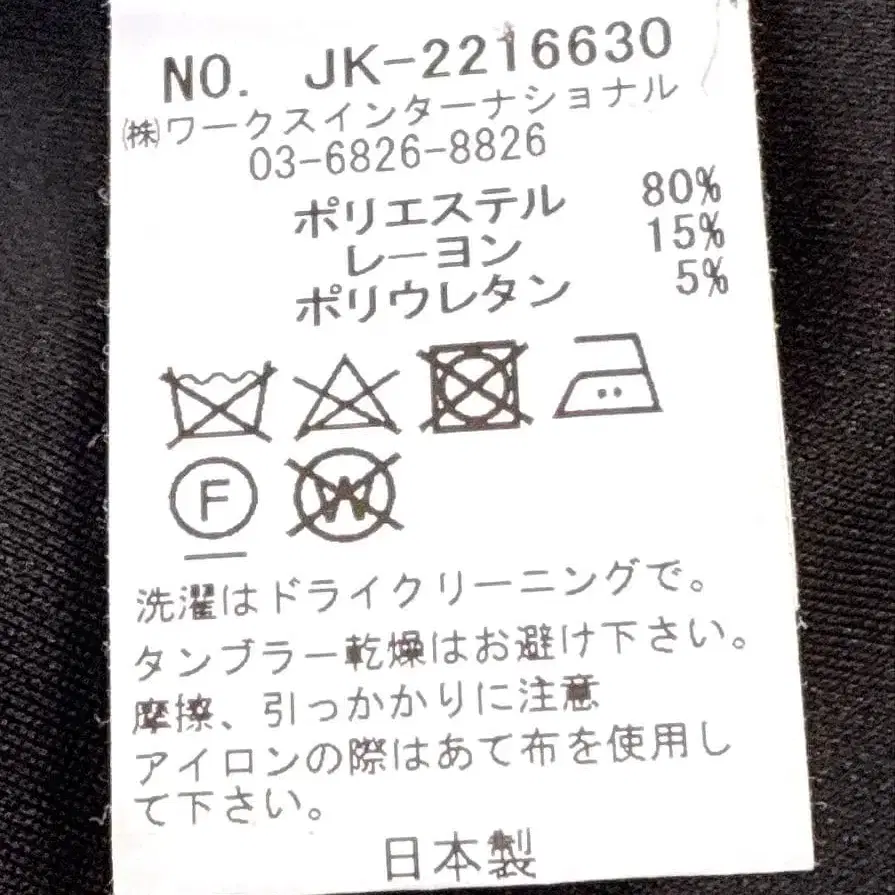 NO. JK-2216630
㈱ワークスインターナショナル
03-6826-8826
ポリエステル 80%
レーヨン 15%
ポリウレタン 5%
F W
洗濯はドライクリーニングで。
タンブラー乾燥はお避け下さい。
摩擦、引っかかりに注意
アイロンの際はあて布を使用し
て下さい。
日本製